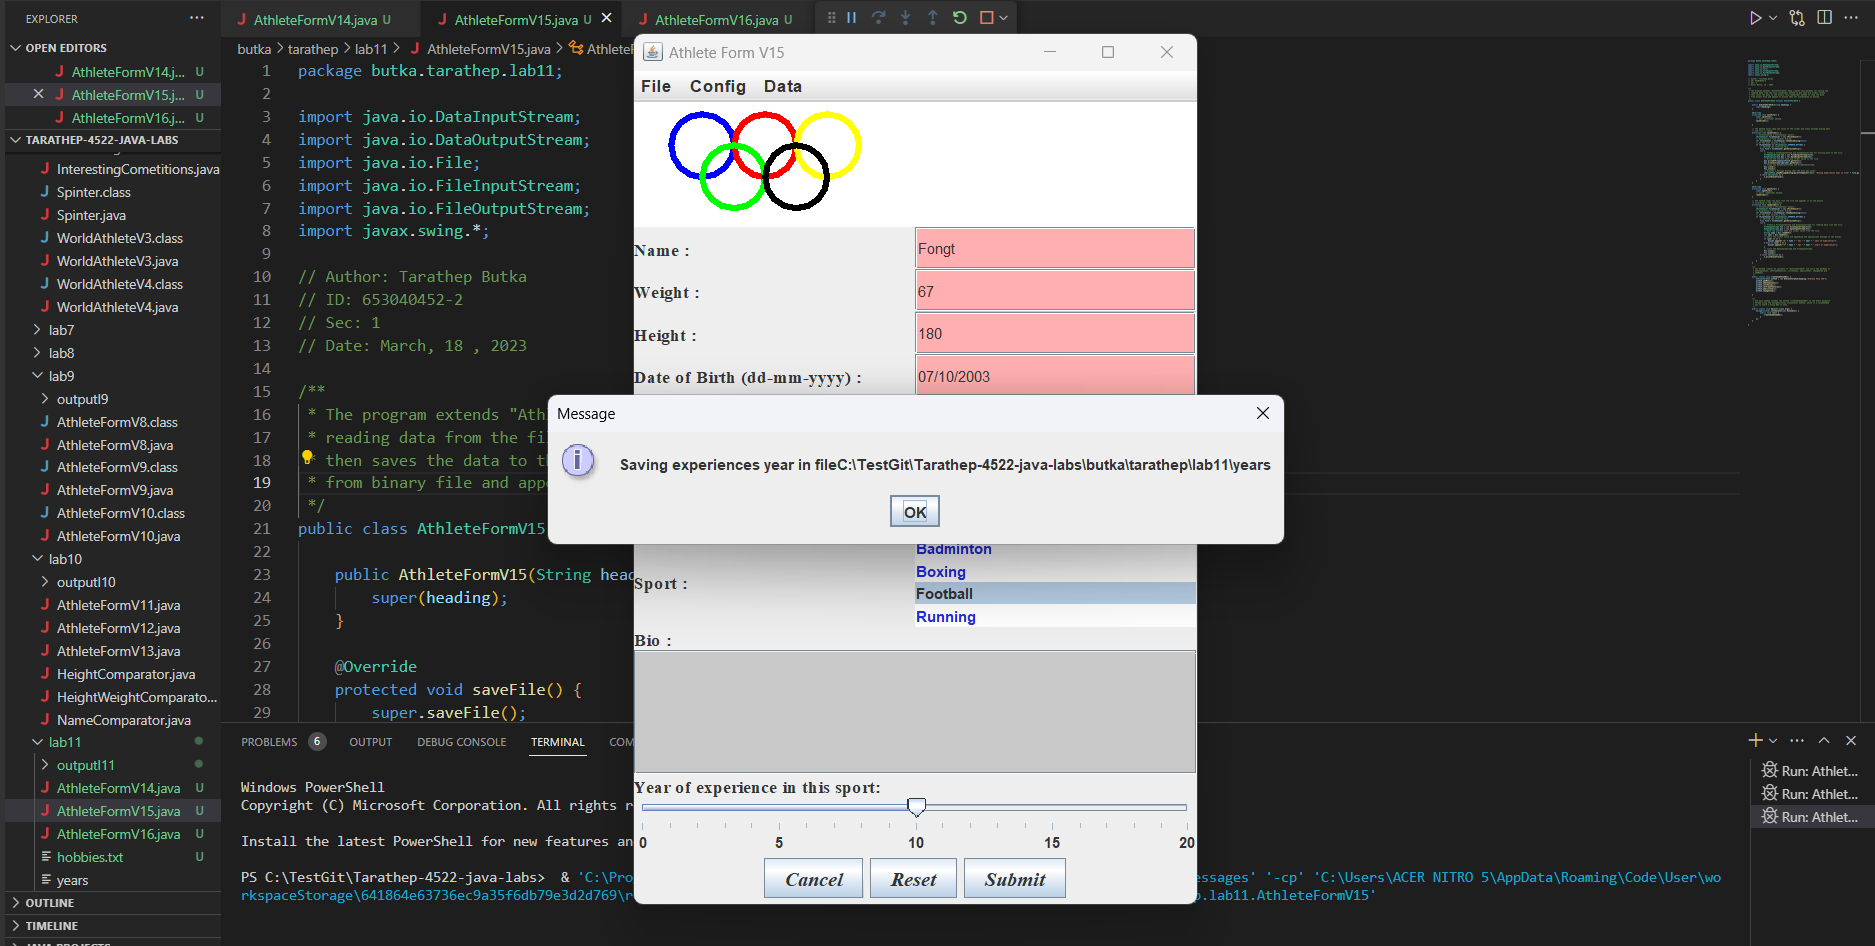 EXPLORER
OPEN EDITORS
AthleteFormV14.j... U
AthleteFormV15.j... U
AthleteFormV16.j... U
TARATHEP-4522-JAVA-LABS
InterestingCometitions.java
Spinter.class
Spinter.java
WorldAthleteV3.class
WorldAthleteV3.java
WorldAthleteV4.class
WorldAthleteV4.java
lab7
lab8
lab9
outputl9
AthleteFormV8.class
AthleteFormV8.java
AthleteFormV9.class
AthleteFormV9.java
AthleteFormV10.class
AthleteFormV10.java
lab10
outputl10
AthleteFormV11.java
AthleteFormV12.java
AthleteFormV13.java
HeightComparator.java
HeightWeightComparato...
NameComparator.java
lab11
outputl11
AthleteFormV14.java U
AthleteFormV15.java U
AthleteFormV16.java U
hobbies.txt U
years
OUTLINE
TIMELINE
AthleteFormV14.java U
AthleteFormV15.java U
AthleteFormV16.java U
butka > tarathep > lab11 > AthleteFormV15.java >
1 package butka.tarathep.lab11;
2
3 import java.io.DataInputStream;
4 import java.io.DataOutputStream;
5 import java.io.File;
6 import java.io.FileInputStream;
7 import java.io.FileOutputStream;
8 import javax.swing.*;
9
10 // Author: Tarathep Butka
11 // ID: 653040452-2
12 // Sec: 1
13 // Date: March, 18 , 2023
14
15 /**
16 * The program extends "Ath
17 * reading data from the fi
18 * then saves the data to t
19 * from binary file and app
20 */
21 public class AthleteFormV15
22
23 public AthleteFormV15(String head
24 super(heading);
25 }
26
27 @Override
28 protected void saveFile() {
29 super.saveFile();
Athlete Form V15
File Config Data
Name : Fongt
Weight : 67
Height : 180
Date of Birth (dd-mm-yyyy) : 07/10/2003
Message
Saving experiences year in fileC:\TestGit\Tarathep-4522-java-labs\butka\tarathep\lab11\years
OK
Badminton
Boxing
Sport :
Football
Running
Bio :
Year of experience in this sport:
0 5 10 15 20
Cancel Reset Submit
PROBLEMS 6 OUTPUT DEBUG CONSOLE TERMINAL COM
Windows PowerShell
Copyright (C) Microsoft Corporation. All rights r
Install the latest PowerShell for new features an
PS C:\TestGit\Tarathep-4522-java-labs> & 'C:\Pro essages' '-cp' 'C:\Users\ACER NITRO 5\AppData\Roaming\Code\User\wo
rkspaceStorage\641864e63736ec9a35f6db79e3d2d769\r p.lab11.AthleteFormV15'
Run: Athlet...
Run: Athlet...
Run: Athlet...